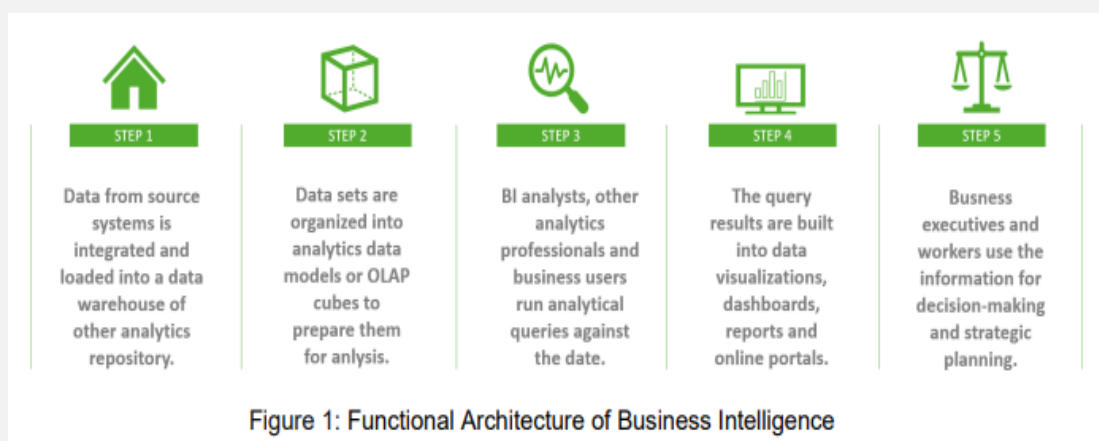 STEP 1
Data from source
systems is
integrated and
loaded into a data
warehouse of
other analytics
repository.
STEP 2
Data sets are
organized into
analytics data
models or OLAP
cubes to
prepare them
for anlysis.
STEP 3
BI analysts, other
analytics
professionals and
business users
run analytical
queries against
the date.
STEP 4
The query
results are built
into data
visualizations,
dashboards,
reports and
online portals.
STEP 5
Busness
executives and
workers use the
information for
decision-making
and strategic
planning.
Figure 1: Functional Architecture of Business Intelligence